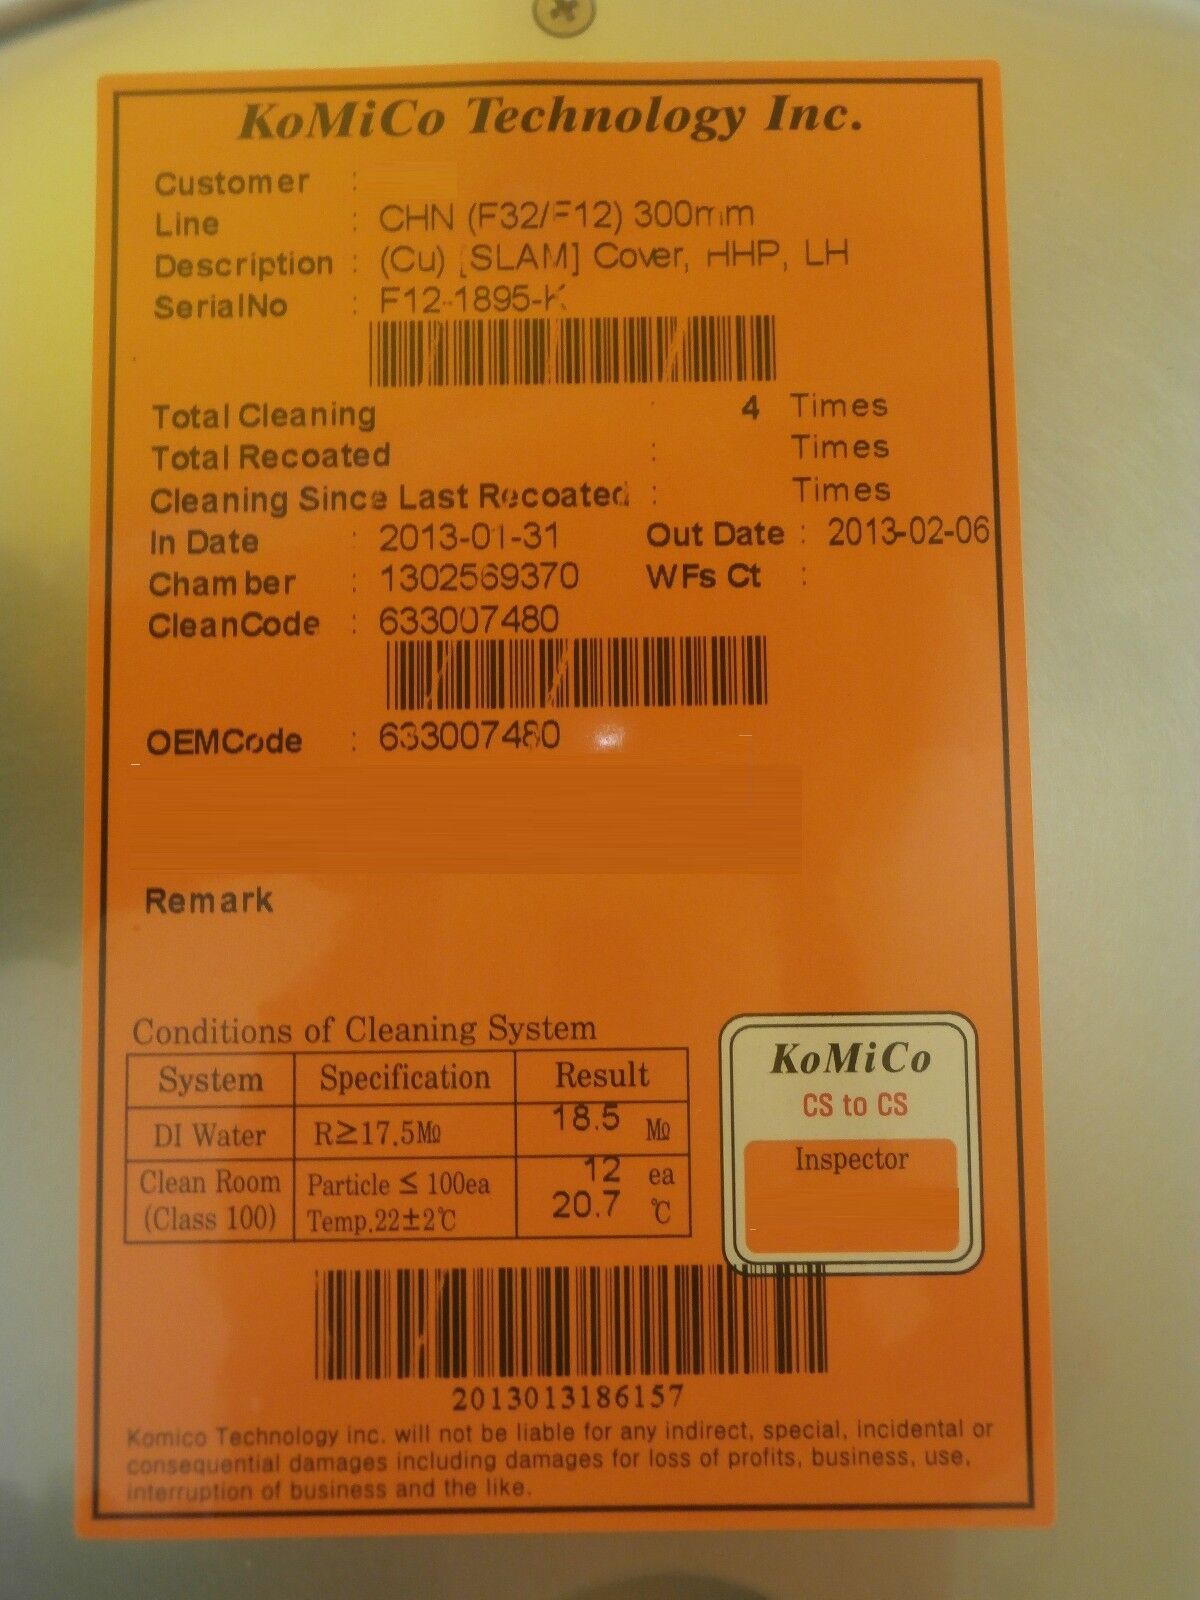 KoMiCo Technology Inc.
Customer :
Line : CHN (F32/F12) 300mm
Description : (Cu) [SLAM] Cover, HHP, LH
SerialNo : F12-1895-K
Total Cleaning : 4 Times
Total Recoated : Times
Cleaning Since Last Recoated : Times
In Date : 2013-01-31 Out Date : 2013-02-06
Chamber : 1302569370 WFs Ct :
CleanCode : 633007480
OEMCode : 633007480
Remark
Conditions of Cleaning System
System Specification Result
DI Water R≥17.5MΩ 18.5 MΩ
Clean Room Particle ≤ 100ea 12 ea
(Class 100) Temp.22±2℃ 20.7 ℃
KoMiCo
CS to CS
Inspector
2013013186157
Komico Technology inc. will not be liable for any indirect, special, incidental or
consequential damages including damages for loss of profits, business, use,
interruption of business and the like.